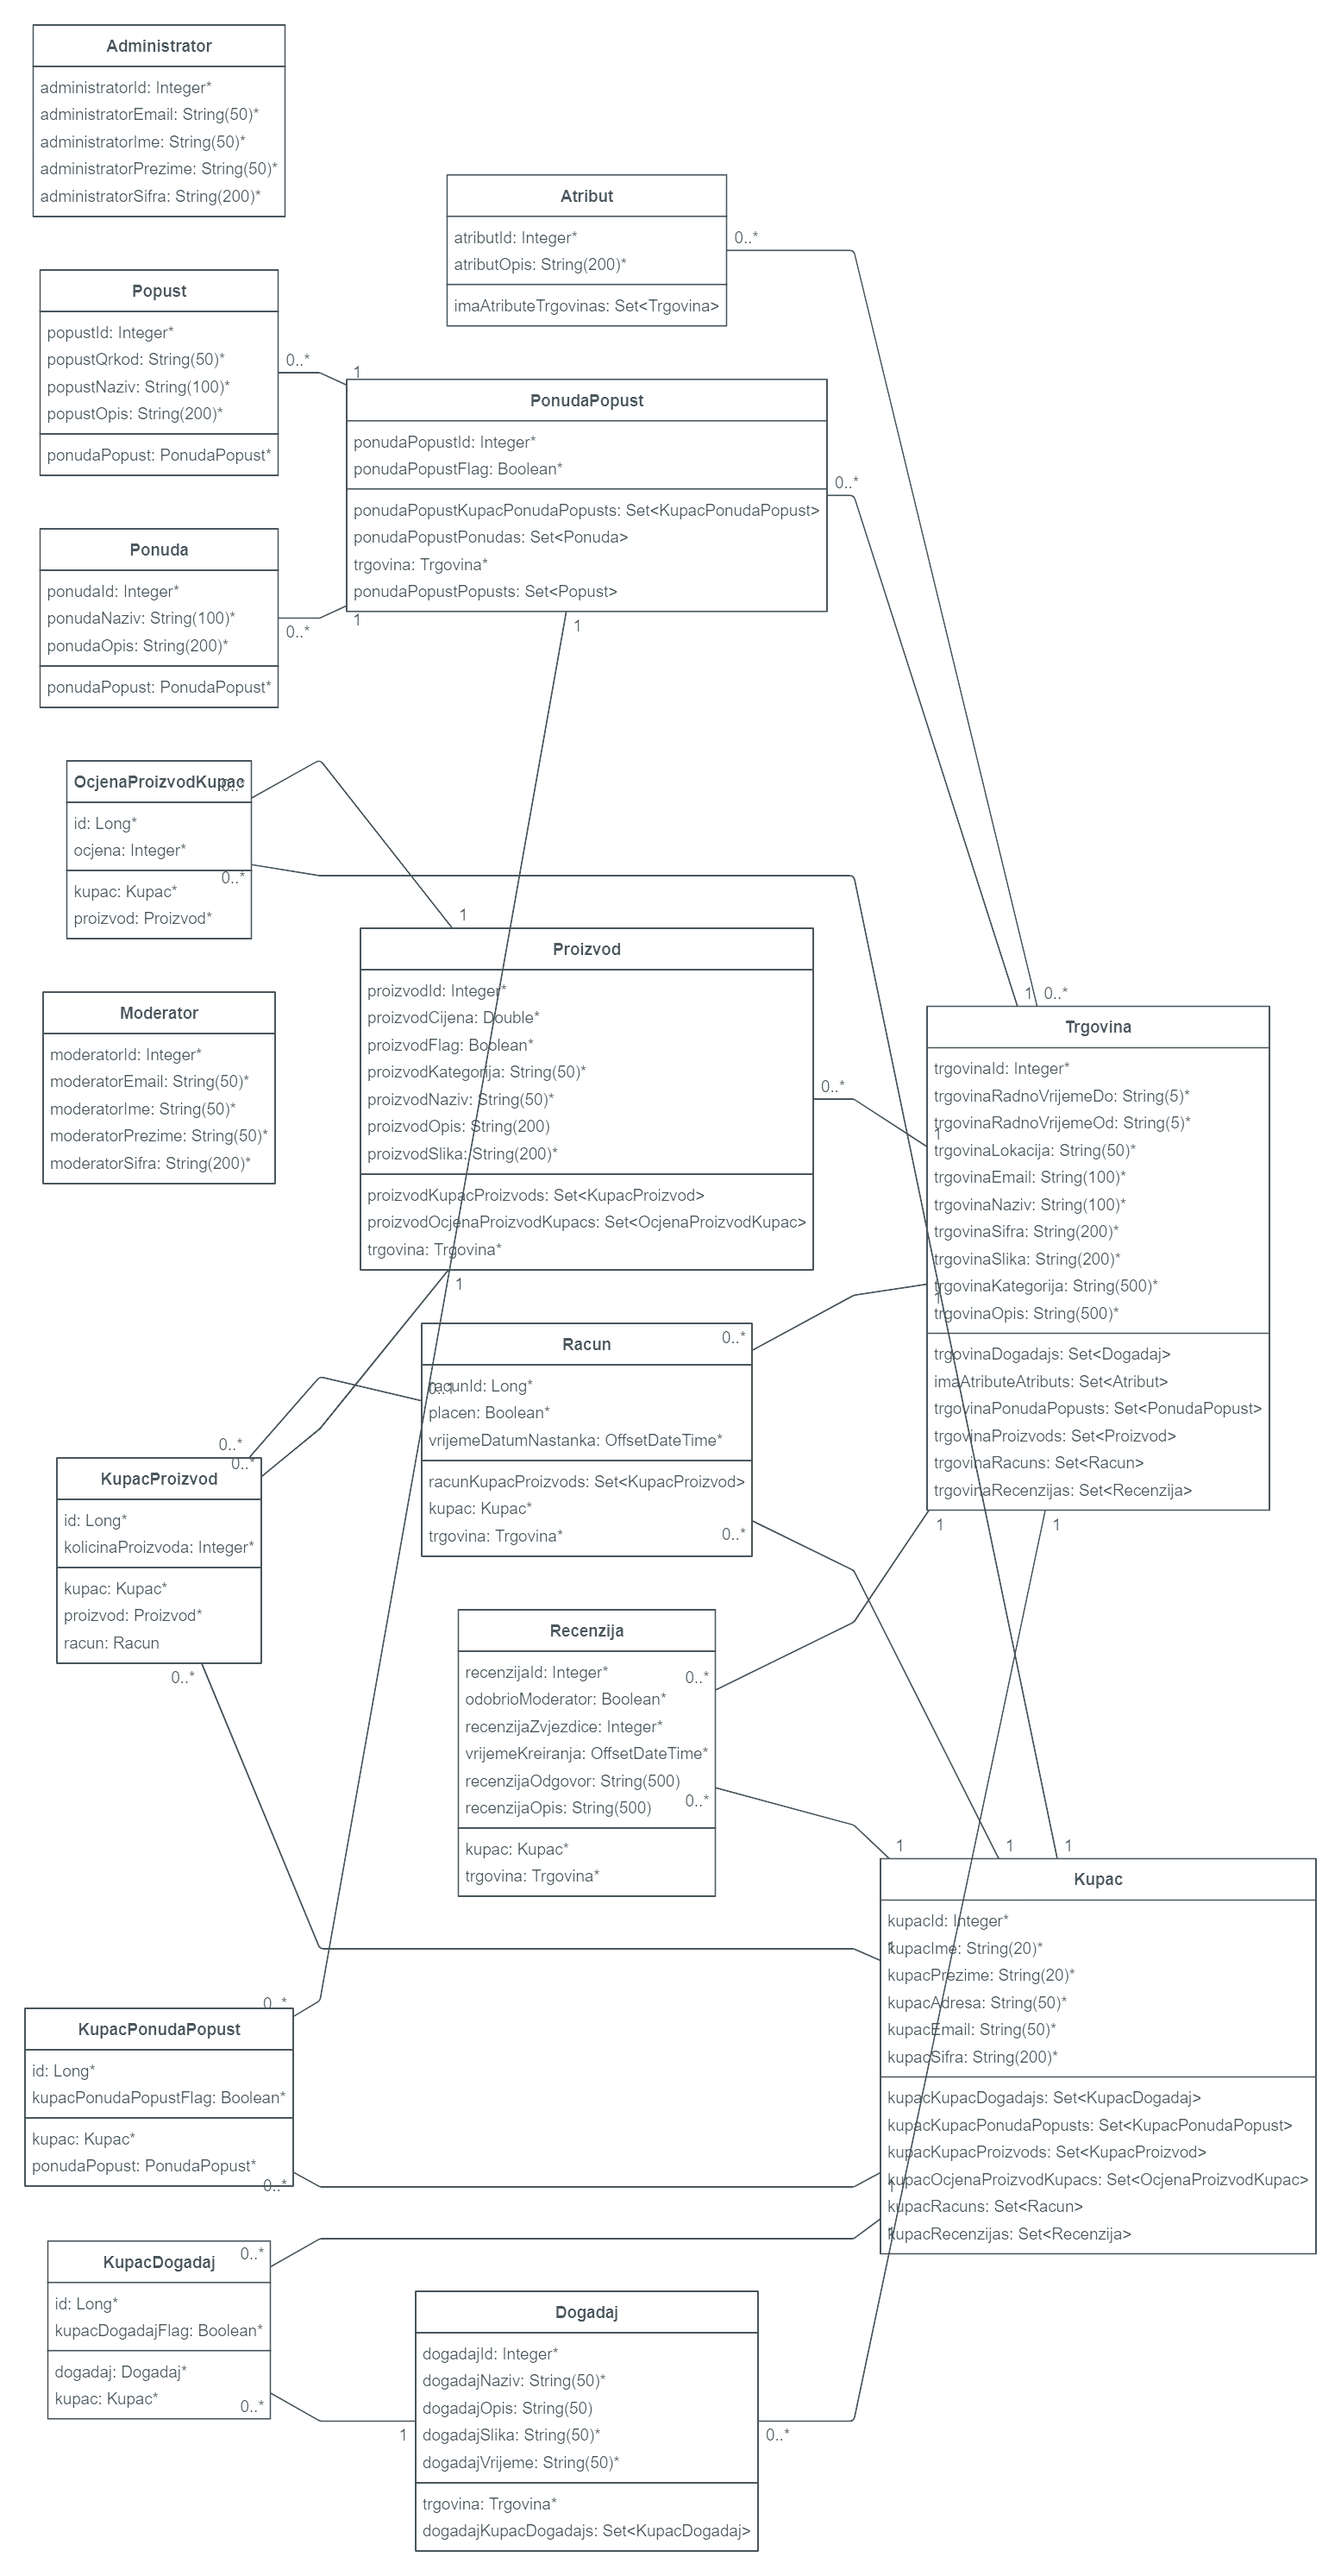 Administrator
administratorId: Integer*
administratorEmail: String(50)*
administratorIme: String(50)*
administratorPrezime: String(50)*
administratorSifra: String(200)*
Atribut
atributId: Integer*
atributOpis: String(200)*
imaAtributeTrgovinas: Set<Trgovina>
0..*
Popust
popustId: Integer*
popustQrkod: String(50)*
popustNaziv: String(100)*
popustOpis: String(200)*
ponudaPopust: PonudaPopust*
0..*
1
PonudaPopust
ponudaPopustId: Integer*
ponudaPopustFlag: Boolean*
ponudaPopustKupacPonudaPopusts: Set<KupacPonudaPopust>
ponudaPopustPonudas: Set<Ponuda>
trgovina: Trgovina*
ponudaPopustPopusts: Set<Popust>
0..*
Ponuda
ponudaId: Integer*
ponudaNaziv: String(100)*
ponudaOpis: String(200)*
ponudaPopust: PonudaPopust*
0..*
1
1
OcjenaProizvodKupac
0..*
id: Long*
ocjena: Integer*
0..*
kupac: Kupac*
proizvod: Proizvod*
1
Proizvod
proizvodId: Integer*
proizvodCijena: Double*
proizvodFlag: Boolean*
proizvodKategorija: String(50)*
proizvodNaziv: String(50)*
proizvodOpis: String(200)
proizvodSlika: String(200)*
proizvodKupacProizvods: Set<KupacProizvod>
proizvodOcjenaProizvodKupacs: Set<OcjenaProizvodKupac>
trgovina: Trgovina*
0..*
1
Moderator
moderatorId: Integer*
moderatorEmail: String(50)*
moderatorIme: String(50)*
moderatorPrezime: String(50)*
moderatorSifra: String(200)*
1
0..*
Trgovina
trgovinaId: Integer*
trgovinaRadnoVrijemeDo: String(5)*
trgovinaRadnoVrijemeOd: String(5)*
1
trgovinaLokacija: String(50)*
trgovinaEmail: String(100)*
trgovinaNaziv: String(100)*
trgovinaSifra: String(200)*
trgovinaSlika: String(200)*
trgovinaKategorija: String(500)*
1
trgovinaOpis: String(500)*
trgovinaDogadajs: Set<Dogadaj>
imaAtributeAtributs: Set<Atribut>
trgovinaPonudaPopusts: Set<PonudaPopust>
trgovinaProizvods: Set<Proizvod>
trgovinaRacuns: Set<Racun>
trgovinaRecenzijas: Set<Recenzija>
1
1
Racun
0..*
racunId: Long*
0..1
placen: Boolean*
vrijemeDatumNastanka: OffsetDateTime*
racunKupacProizvods: Set<KupacProizvod>
kupac: Kupac*
trgovina: Trgovina*
0..*
0..*
0..*
KupacProizvod
id: Long*
kolicinaProizvoda: Integer*
kupac: Kupac*
proizvod: Proizvod*
racun: Racun
0..*
Recenzija
recenzijaId: Integer*
0..*
odobrioModerator: Boolean*
recenzijaZvjezdice: Integer*
vrijemeKreiranja: OffsetDateTime*
recenzijaOdgovor: String(500)
recenzijaOpis: String(500)
0..*
kupac: Kupac*
trgovina: Trgovina*
1
1
1
Kupac
kupacId: Integer*
kupacIme: String(20)*
1
kupacPrezime: String(20)*
kupacAdresa: String(50)*
kupacEmail: String(50)*
kupacSifra: String(200)*
kupacKupacDogadajs: Set<KupacDogadaj>
kupacKupacPonudaPopusts: Set<KupacPonudaPopust>
kupacKupacProizvods: Set<KupacProizvod>
kupacOcjenaProizvodKupacs: Set<OcjenaProizvodKupac>
1
kupacRacuns: Set<Racun>
kupacRecenzijas: Set<Recenzija>
1
0..*
KupacPonudaPopust
id: Long*
kupacPonudaPopustFlag: Boolean*
kupac: Kupac*
ponudaPopust: PonudaPopust*
0..*
KupacDogadaj
0..*
id: Long*
kupacDogadajFlag: Boolean*
dogadaj: Dogadaj*
kupac: Kupac*
0..*
1
Dogadaj
dogadajId: Integer*
dogadajNaziv: String(50)*
dogadajOpis: String(50)
dogadajSlika: String(50)*
dogadajVrijeme: String(50)*
trgovina: Trgovina*
dogadajKupacDogadajs: Set<KupacDogadaj>
0..*